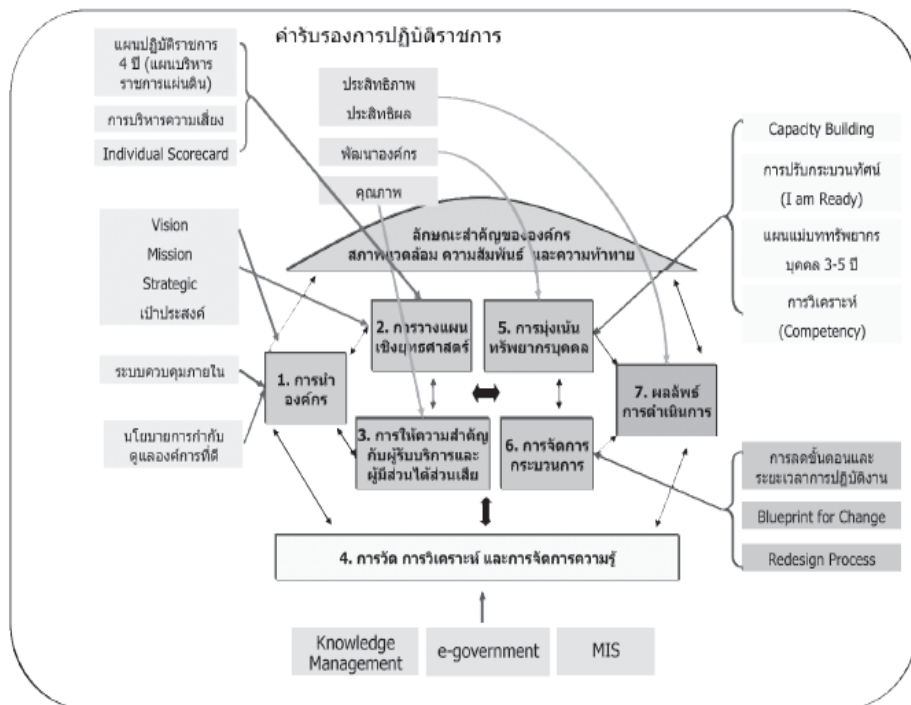 คำรับรองการปฏิบัติราชการ
แผนปฏิบัติราชการ
4 ปี (แผนบริหาร
ราชการแผ่นดิน)
การบริหารความเสี่ยง
Individual Scorecard
ประสิทธิภาพ
ประสิทธิผล
พัฒนาองค์กร
คุณภาพ
Capacity Building
การปรับกระบวนทัศน์
(I am Ready)
แผนแม่บททรัพยากร
บุคคล 3-5 ปี
การวิเคราะห์
(Competency)
Vision
Mission
Strategic
เป้าประสงค์
ลักษณะสำคัญขององค์กร
สภาพแวดล้อม ความสัมพันธ์ และความท้าทาย
2. การวางแผน
เชิงยุทธศาสตร์
5. การมุ่งเน้น
ทรัพยากรบุคคล
ระบบควบคุมภายใน
1. การนำ
องค์กร
7. ผลลัพธ์
การดำเนินการ
นโยบายการกำกับ
ดูแลองค์การที่ดี
3. การให้ความสำคัญ
กับผู้รับบริการและ
ผู้มีส่วนได้ส่วนเสีย
6. การจัดการ
กระบวนการ
การลดขั้นตอนและ
ระยะเวลาการปฏิบัติงาน
Blueprint for Change
Redesign Process
4. การวัด การวิเคราะห์ และการจัดการความรู้
Knowledge
Management
e-government
MIS